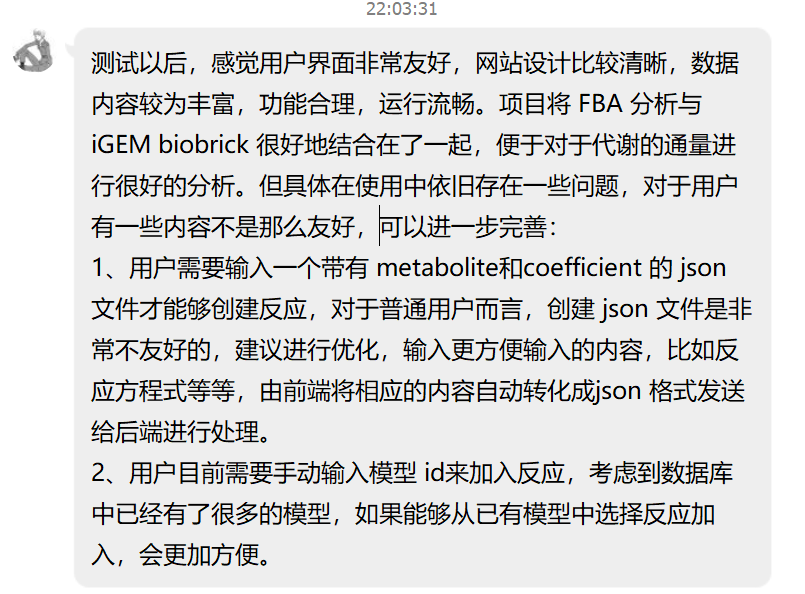 22:03:31
测试以后，感觉用户界面非常友好，网站设计比较清晰，数据
内容较为丰富，功能合理，运行流畅。项目将 FBA 分析与
iGEM biobrick 很好地结合在了一起，便于对于代谢的通量进
行很好的分析。但具体在使用中依旧存在一些问题，对于用户
有一些内容不是那么友好，可以进一步完善：
1、用户需要输入一个带有 metabolite和coefficient 的 json
文件才能够创建反应，对于普通用户而言，创建 json 文件是非
常不友好的，建议进行优化，输入更方便输入的内容，比如反
应方程式等等，由前端将相应的内容自动转化成json 格式发送
给后端进行处理。
2、用户目前需要手动输入模型 id来加入反应，考虑到数据库
中已经有了很多的模型，如果能够从已有模型中选择反应加
入，会更加方便。